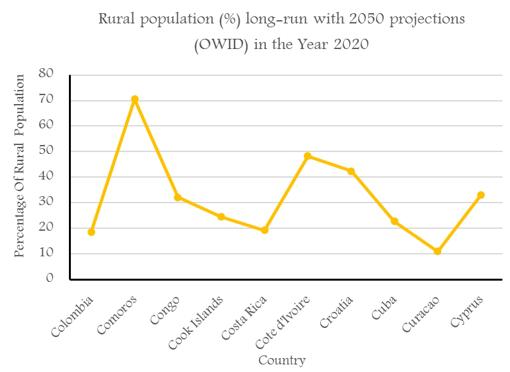 Rural population (%) long-run with 2050 projections
(OWID) in the Year 2020
Percentage Of Rural Population
80
70
60
50
40
30
20
10
0
Colombia
Comoros
Congo
Cook Islands
Costa Rica
Cote d'Ivoire
Croatia
Cuba
Curacao
Cyprus
Country